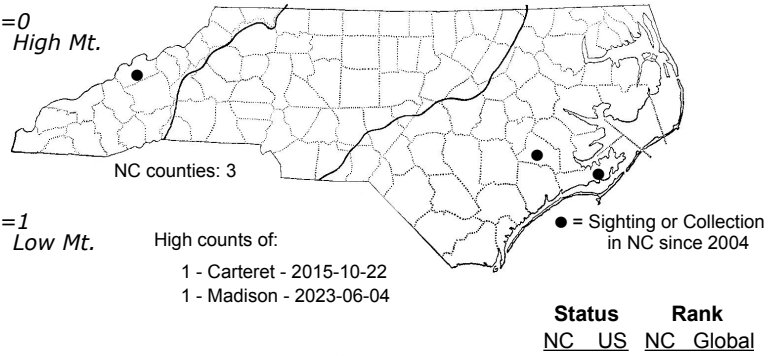 =0
High Mt.
NC counties: 3
=1
Low Mt.
High counts of:
1 - Carteret - 2015-10-22
1 - Madison - 2023-06-04
● = Sighting or Collection
in NC since 2004
Status Rank
NC US NC Global